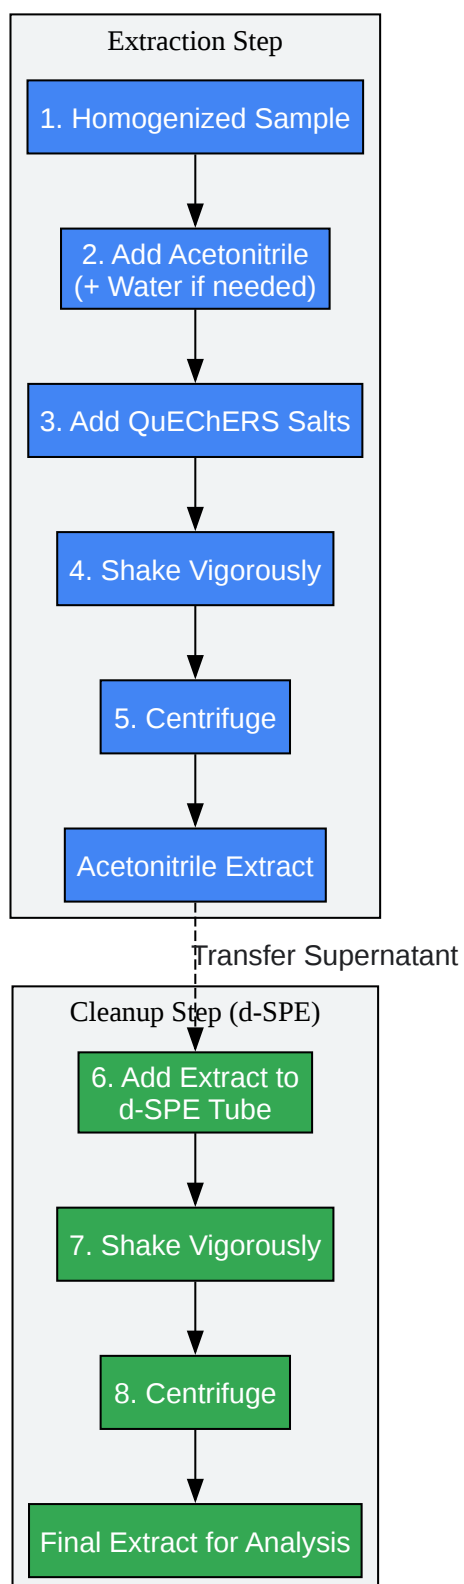 Extraction Step
1. Homogenized Sample
2. Add Acetonitrile
(+ Water if needed)
3. Add QuEChERS Salts
4. Shake Vigorously
5. Centrifuge
Acetonitrile Extract
Transfer Supernatant
Cleanup Step (d-SPE)
6. Add Extract to
d-SPE Tube
7. Shake Vigorously
8. Centrifuge
Final Extract for Analysis